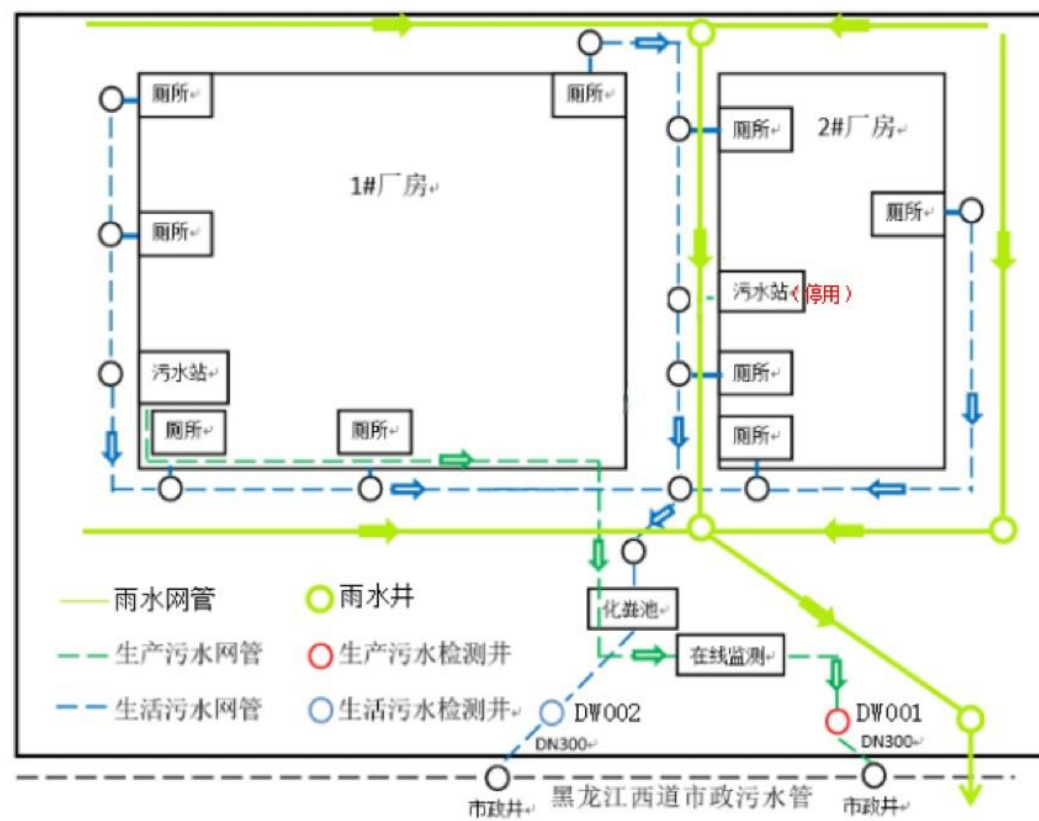 厕所
厕所
厕所
2#厂房
1#厂房
厕所
厕所
污水站（停用）
污水站
厕所
厕所
厕所
厕所
雨水网管
雨水井
化粪池
生产污水网管
生产污水检测井
在线监测
生活污水网管
生活污水检测井
DW002
DW001
DN300
DN300
市政井
黑龙江西道市政污水管
市政井